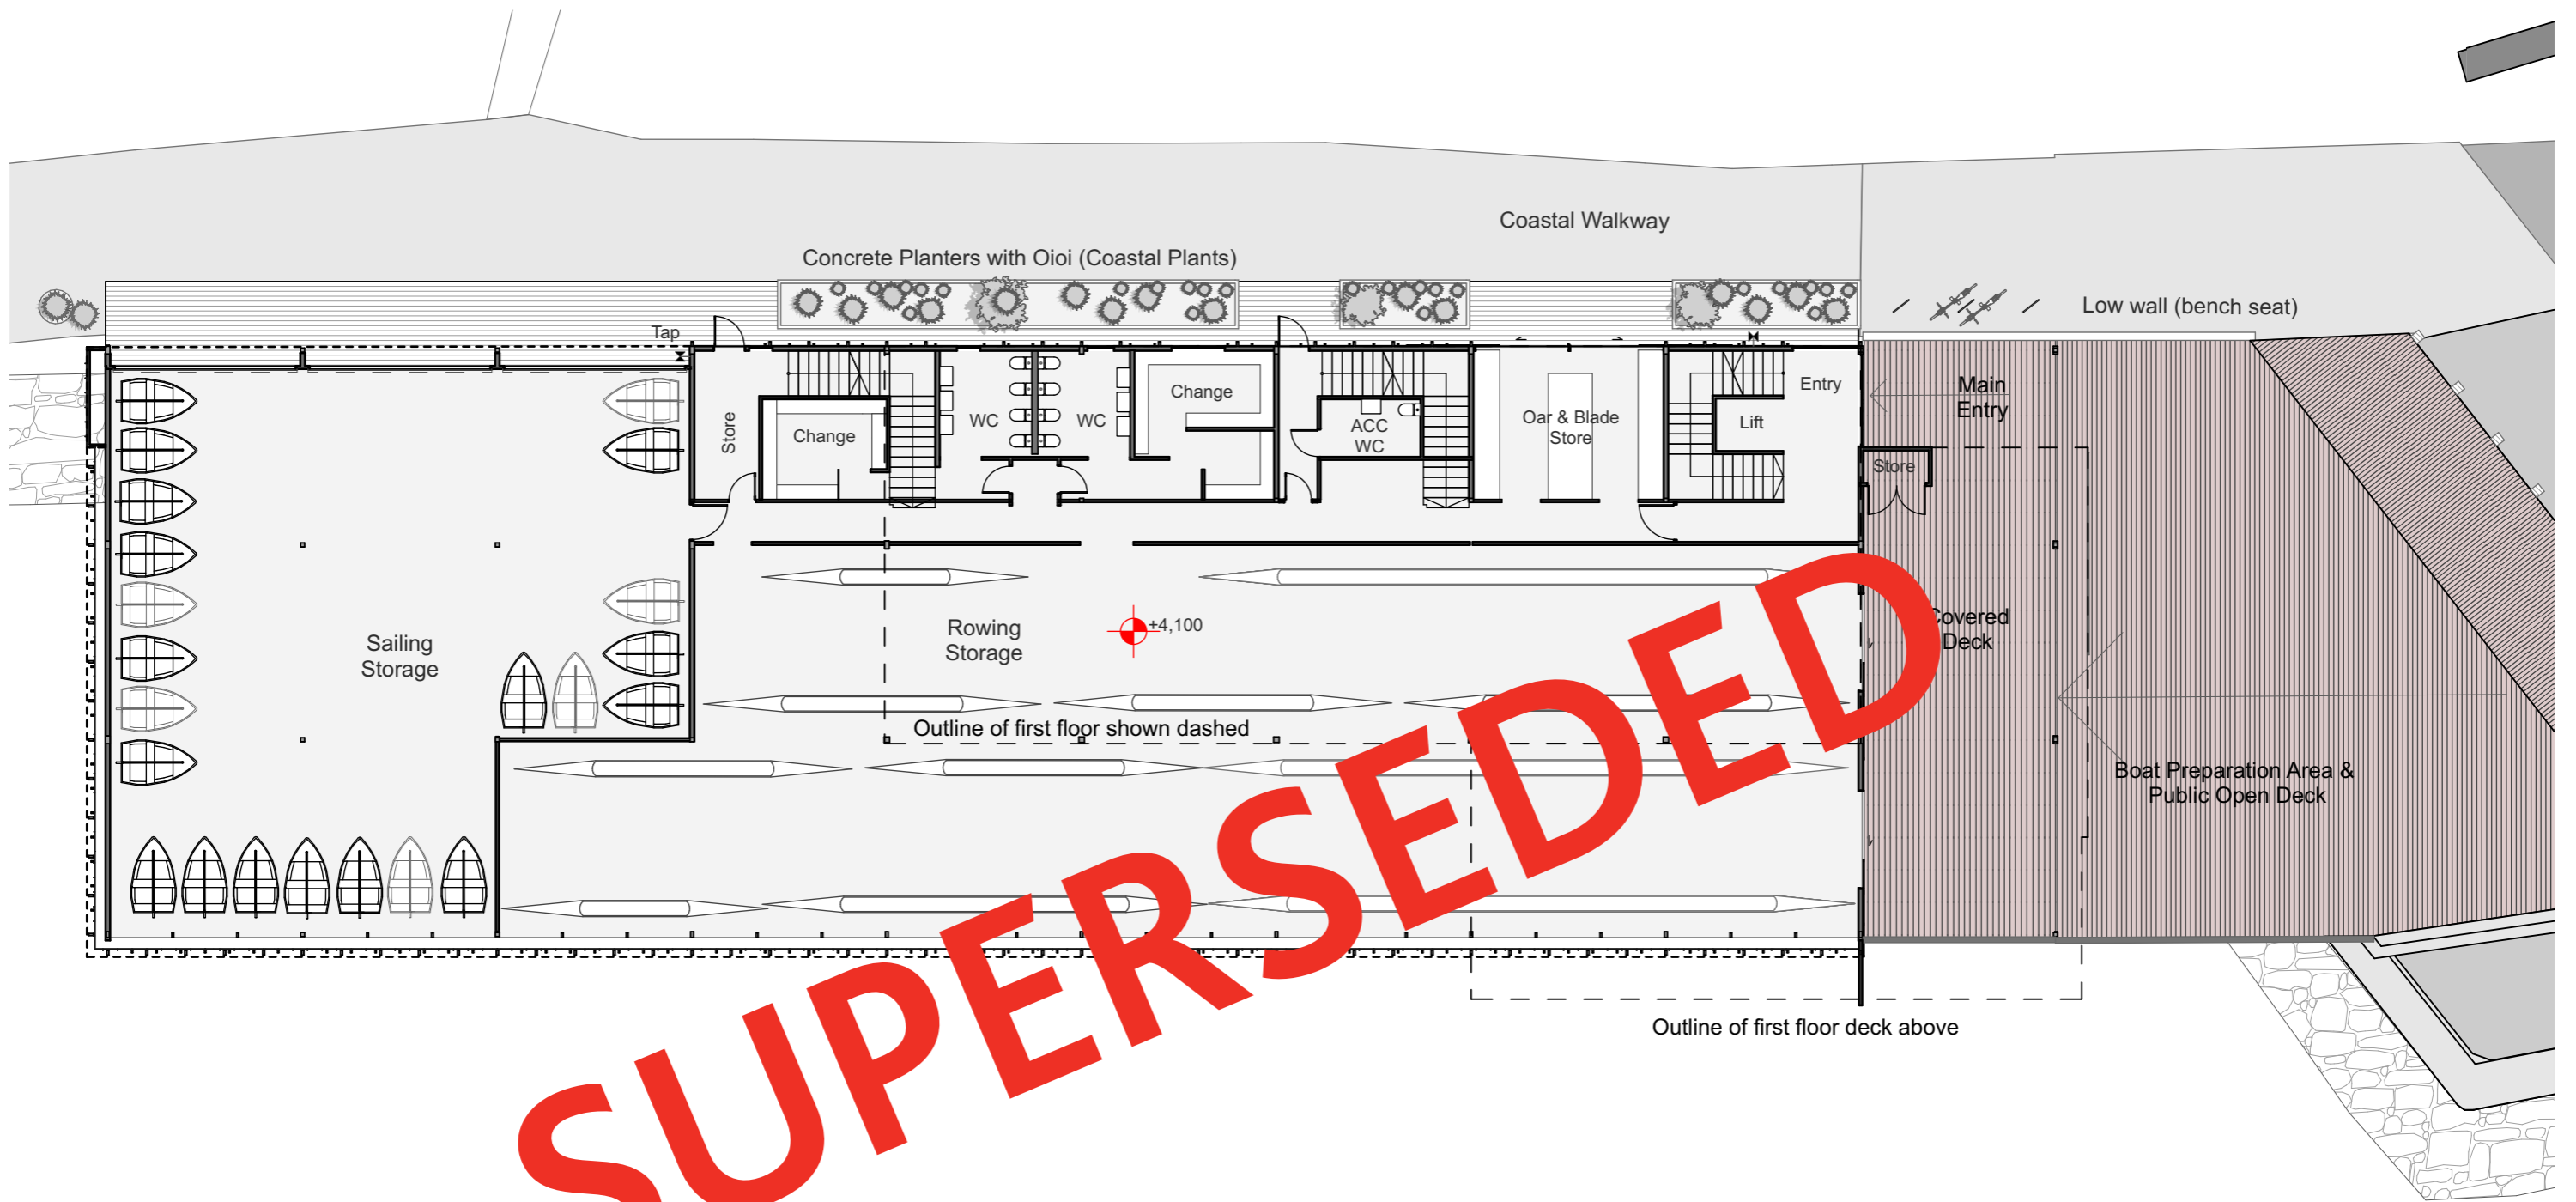 Coastal Walkway
Concrete Planters with Oioi (Coastal Plants)
Low wall (bench seat)
Tap
Store
Change
WC
WC
Change
ACC
WC
Oar & Blade
Store
Lift
Entry
Main
Entry
Store
Sailing
Storage
Rowing
Storage
+4,100
Covered
Deck
Outline of first floor shown dashed
Boat Preparation Area &
Public Open Deck
Outline of first floor deck above
SUPERSEDED